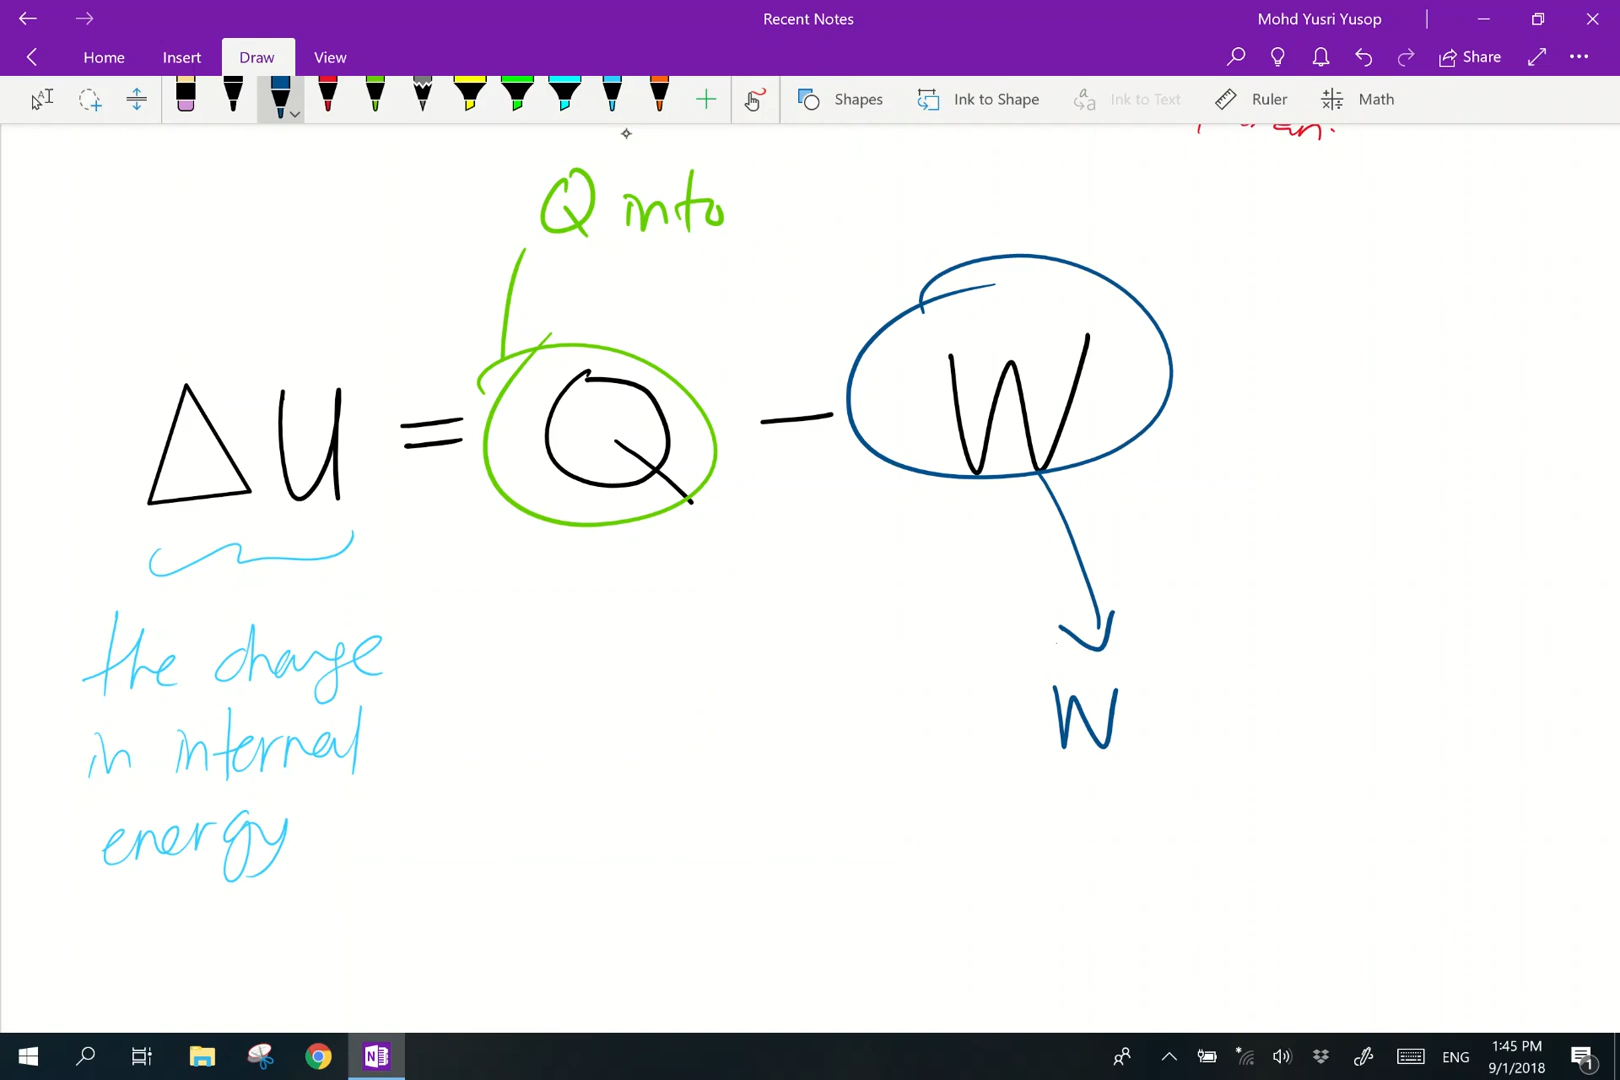 Recent Notes
Mohd Yusri Yusop
Home Insert Draw View
Share
Shapes Ink to Shape Ink to Text Ruler Math
Q into
ΔU = Q - W
the change
in internal
energy
W
ENG
1:45 PM
9/1/2018
1